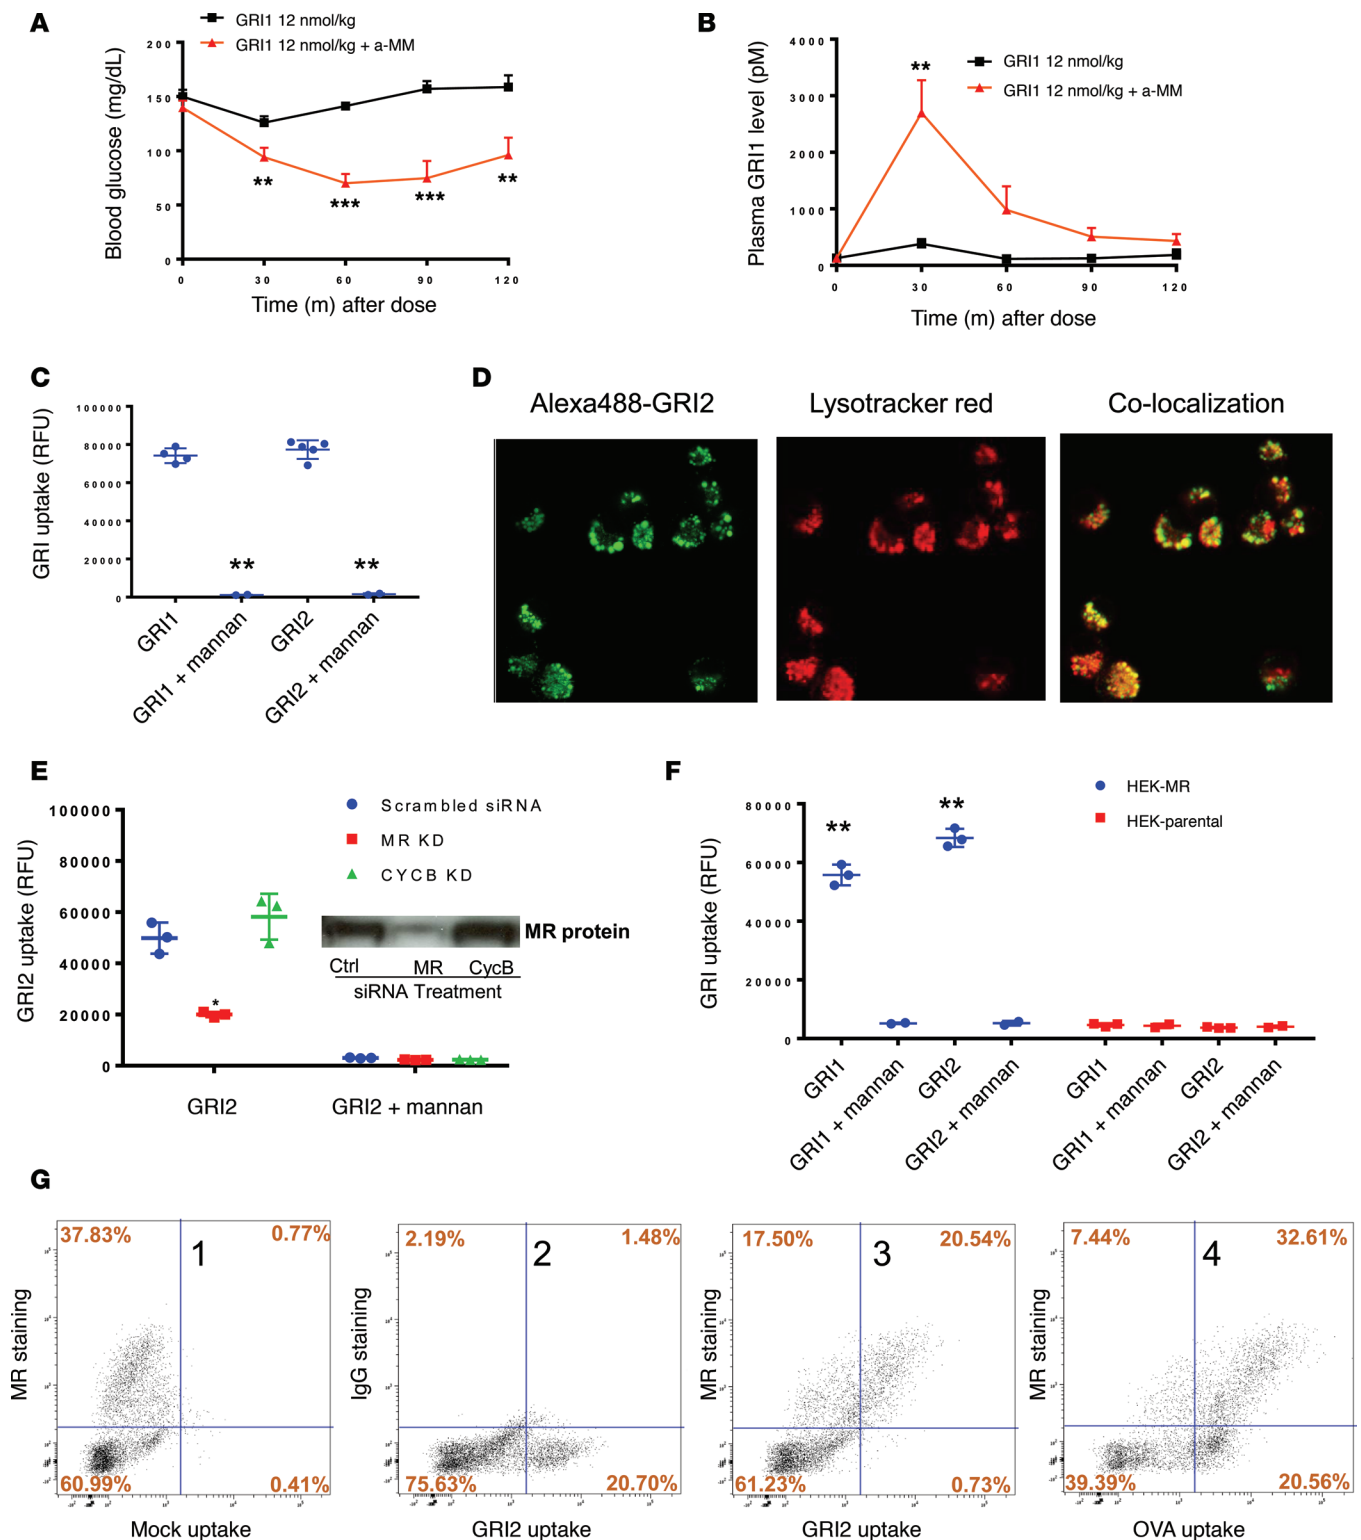 A
GRI1 12 nmol/kg
GRI1 12 nmol/kg + a-MM
Blood glucose (mg/dL)
200
150
100
50
0
**
***
***
**
0 30 60 90 120
Time (m) after dose
B
GRI1 12 nmol/kg
GRI1 12 nmol/kg + a-MM
Plasma GRI1 level (pM)
4000
3000
2000
1000
0
**
0 30 60 90 120
Time (m) after dose
C
GRI uptake (RFU)
100000
80000
60000
40000
20000
0
** **
GRI1
GRI1 + mannan
GRI2
GRI2 + mannan
D
Alexa488-GRI2
Lysotracker red
Co-localization
E
GRI2 uptake (RFU)
100000
80000
60000
40000
20000
0
Scrambled siRNA
MR KD
CYCB KD
*
MR protein
Ctrl MR CycB
siRNA Treatment
GRI2
GRI2 + mannan
F
GRI uptake (RFU)
80000
60000
40000
20000
0
HEK-MR
HEK-parental
** **
GRI1
GRI1 + mannan
GRI2
GRI2 + mannan
GRI1
GRI1 + mannan
GRI2
GRI2 + mannan
G
MR staining
37.83% 0.77%
1
60.99% 0.41%
Mock uptake
IgG staining
2.19% 1.48%
2
75.63% 20.70%
GRI2 uptake
MR staining
17.50% 20.54%
3
61.23% 0.73%
GRI2 uptake
MR staining
7.44% 32.61%
4
39.39% 20.56%
OVA uptake